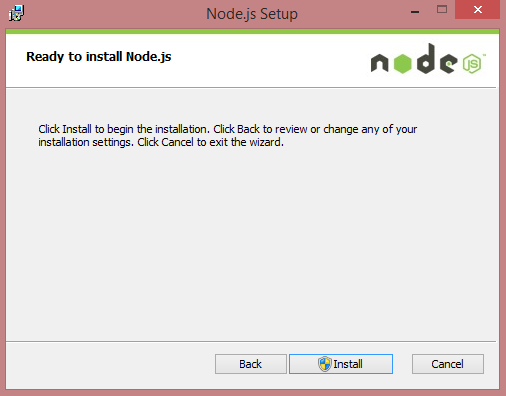 Node.js Setup
Ready to install Node.js
node
JS
Click Install to begin the installation. Click Back to review or change any of your
installation settings. Click Cancel to exit the wizard.
Back
Install
Cancel